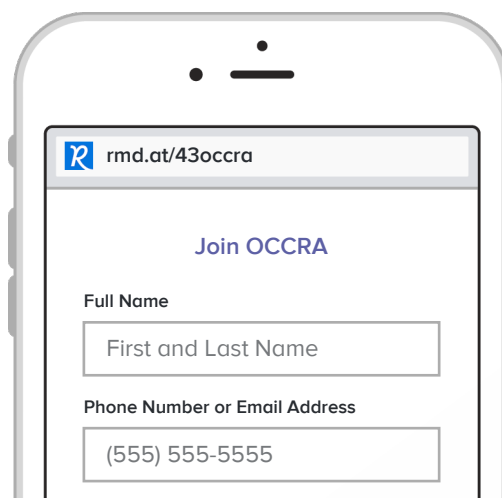 rmd.at/43occra
Join OCCRA
Full Name
First and Last Name
Phone Number or Email Address
(555) 555-5555